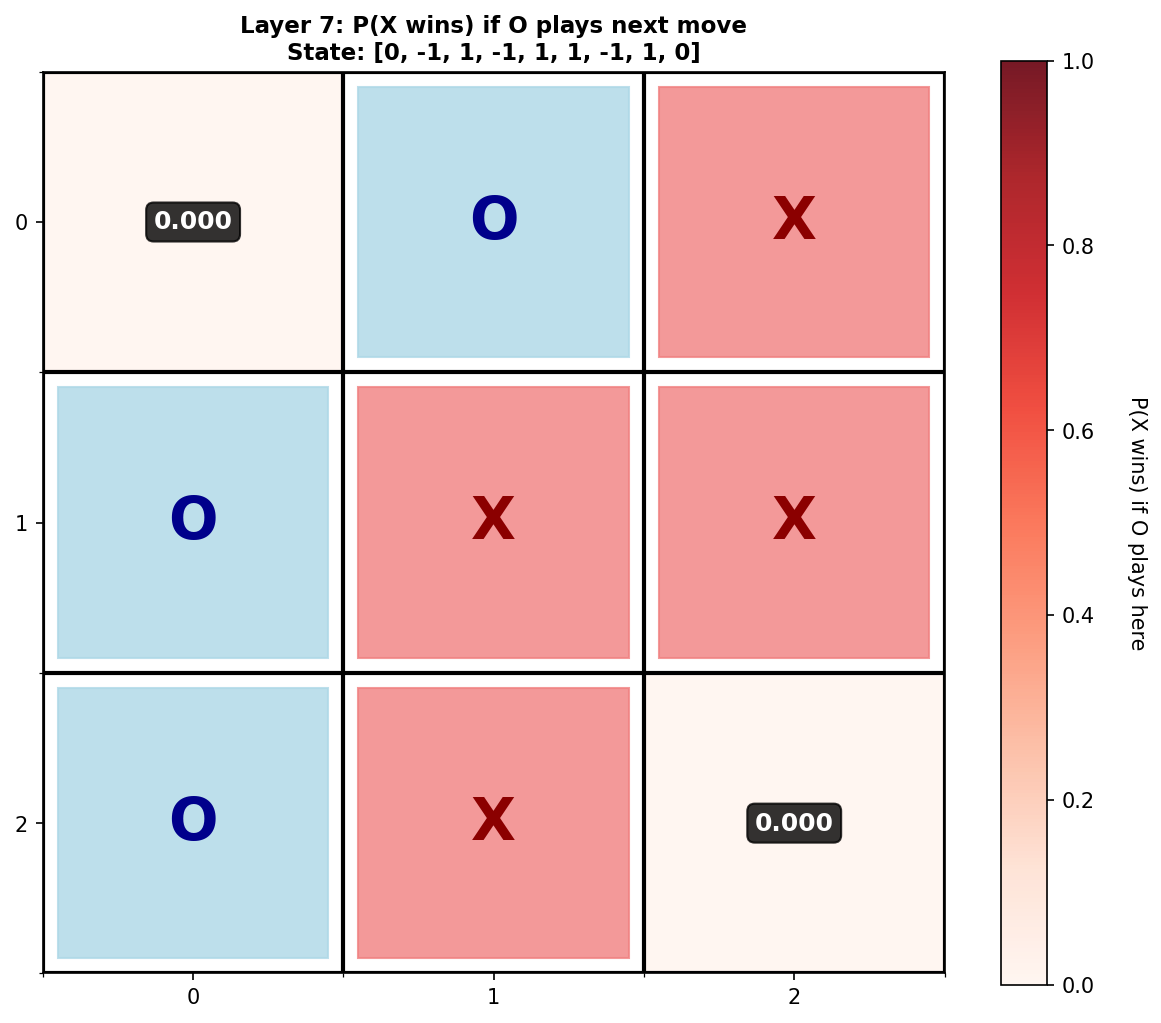 Layer 7: P(X wins) if O plays next move
State: [0, -1, 1, -1, 1, 1, -1, 1, 0]
0
0.000
O
X
1
O
X
X
2
O
X
0.000
0
1
2
1.0
0.8
0.6
0.4
0.2
0.0
P(X wins) if O plays here